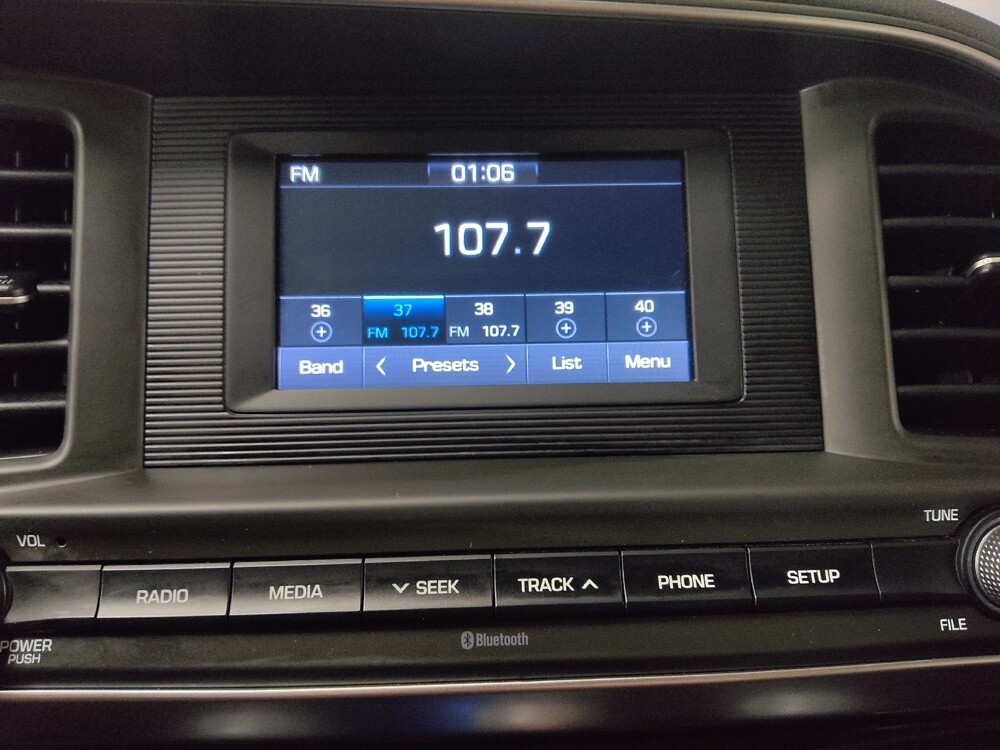 FM 01:06
107.7
36 37 38 39 40
FM 107.7 FM 107.7
Band Presets List Menu
TUNE
VOL
RADIO MEDIA SEEK TRACK PHONE SETUP
POWER
PUSH
Bluetooth
FILE